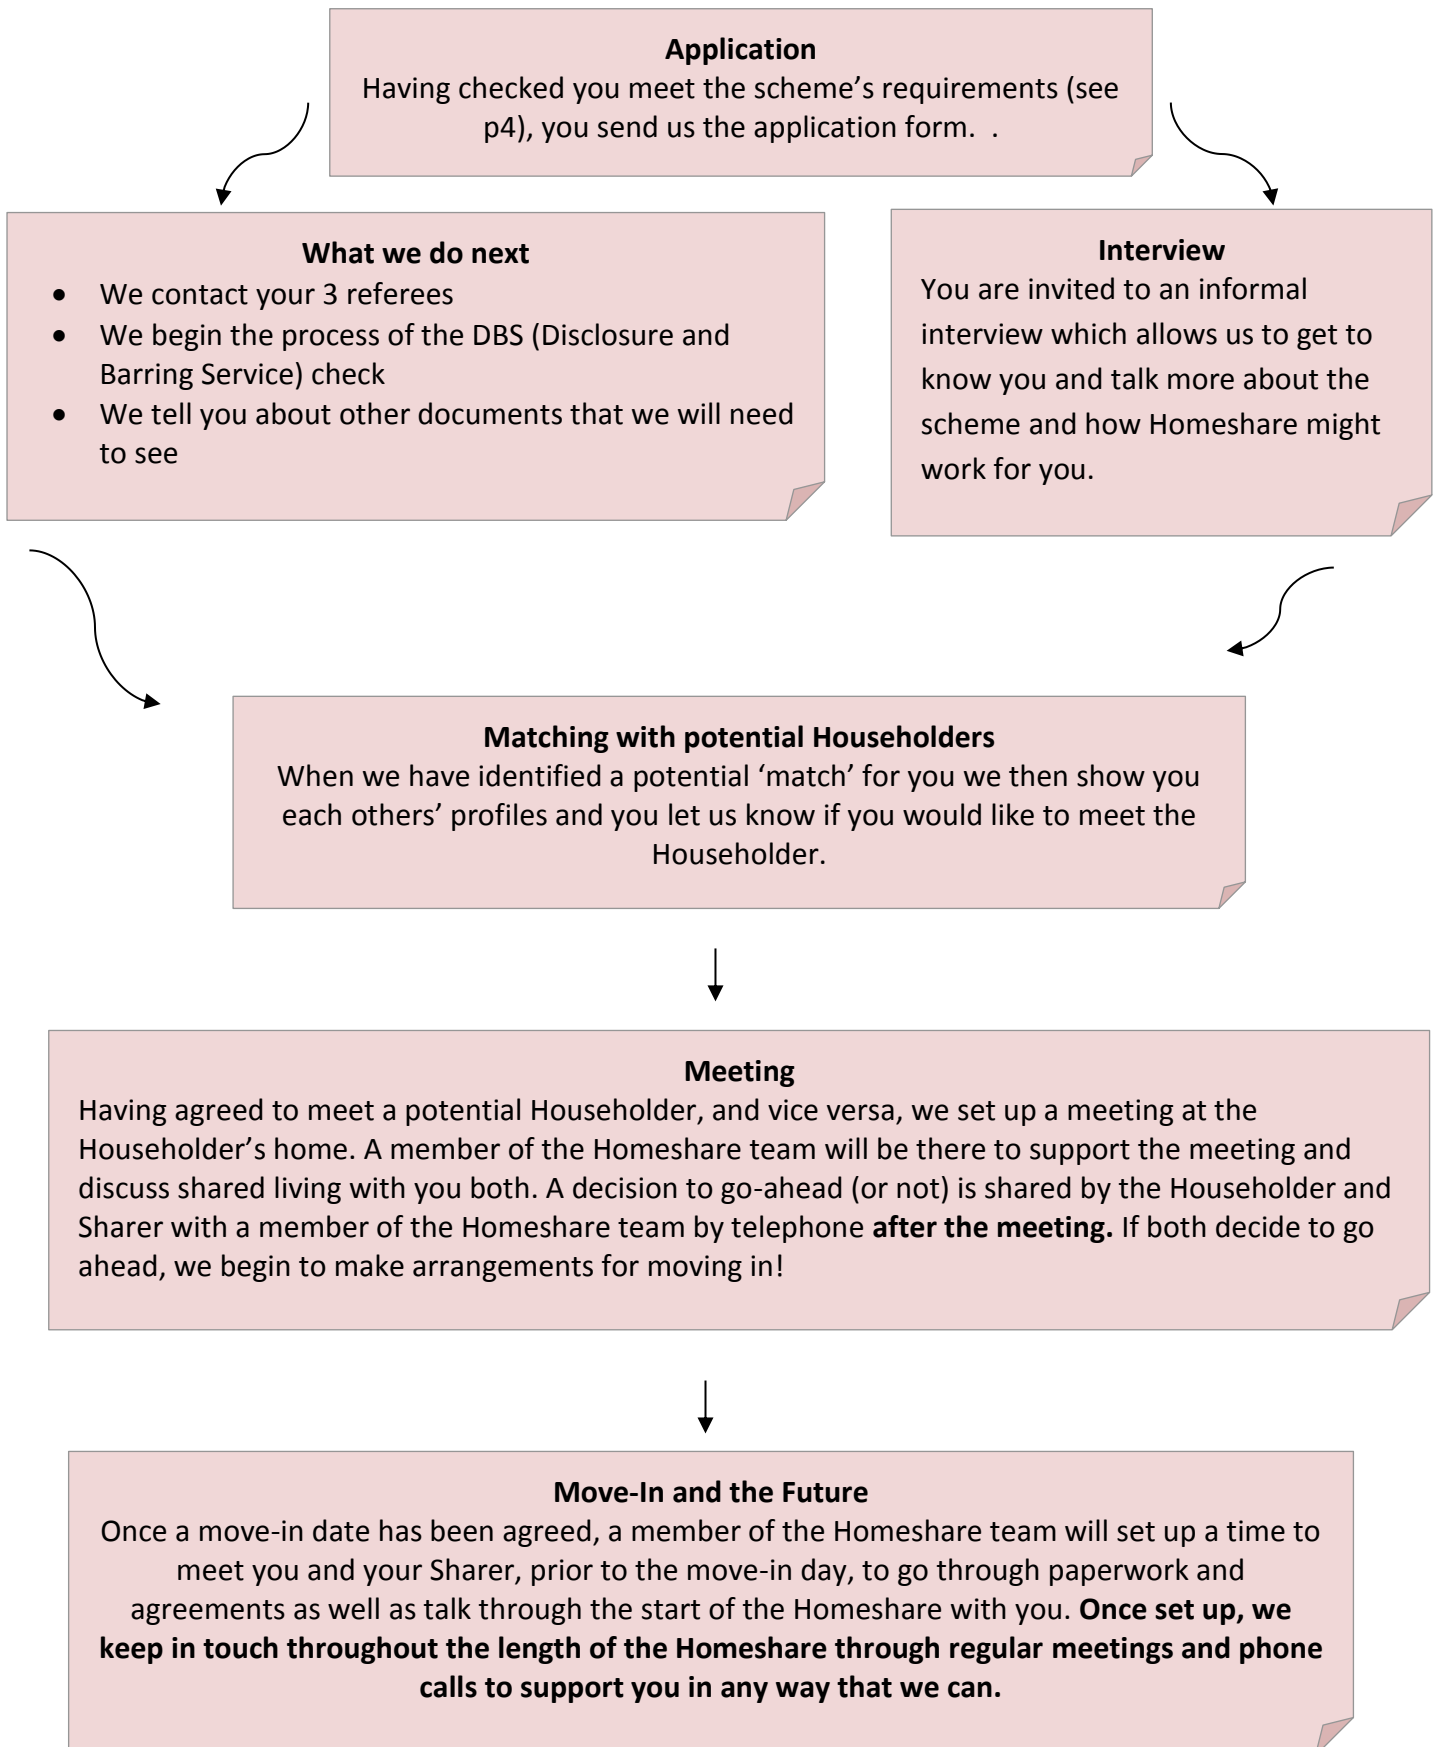 Application
Having checked you meet the scheme’s requirements (see
p4), you send us the application form.  .
What we do next
• We contact your 3 referees
• We begin the process of the DBS (Disclosure and
Barring Service) check
• We tell you about other documents that we will need
to see
Interview
You are invited to an informal
interview which allows us to get to
know you and talk more about the
scheme and how Homeshare might
work for you.
Matching with potential Householders
When we have identified a potential ‘match’ for you we then show you
each others’ profiles and you let us know if you would like to meet the
Householder.
Meeting
Having agreed to meet a potential Householder, and vice versa, we set up a meeting at the
Householder’s home. A member of the Homeshare team will be there to support the meeting and
discuss shared living with you both. A decision to go-ahead (or not) is shared by the Householder and
Sharer with a member of the Homeshare team by telephone after the meeting. If both decide to go
ahead, we begin to make arrangements for moving in!
Move-In and the Future
Once a move-in date has been agreed, a member of the Homeshare team will set up a time to
meet you and your Sharer, prior to the move-in day, to go through paperwork and
agreements as well as talk through the start of the Homeshare with you. Once set up, we
keep in touch throughout the length of the Homeshare through regular meetings and phone
calls to support you in any way that we can.